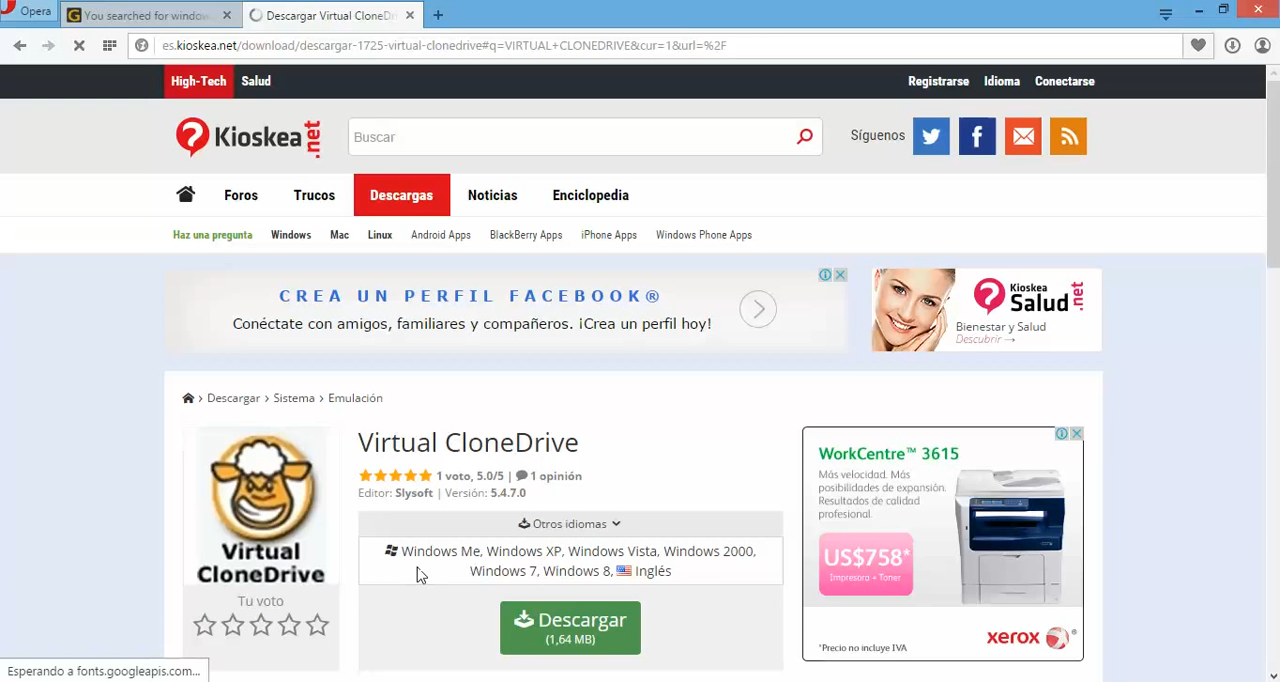 Opera
You searched for window
Descargar Virtual CloneDri
es.kioskea.net/download/descargar-1725-virtual-clonedrive#q=VIRTUAL+CLONEDRIVE&cur=1&url=%2F
High-Tech Salud Registrarse Idioma Conectarse
Kioskea.net
Buscar
Síguenos
Foros Trucos Descargas Noticias Enciclopedia
Haz una pregunta Windows Mac Linux Android Apps BlackBerry Apps iPhone Apps Windows Phone Apps
CREA UN PERFIL FACEBOOK®
Conéctate con amigos, familiares y compañeros. ¡Crea un perfil hoy!
Kioskea
Salud.net
Bienestar y Salud
Descubrir →
> Descargar > Sistema > Emulación
Virtual
CloneDrive
Tu voto
Virtual CloneDrive
1 voto, 5.0/5 | 1 opinión
Editor: Slysoft | Versión: 5.4.7.0
Otros idiomas
Windows Me, Windows XP, Windows Vista, Windows 2000,
Windows 7, Windows 8, Inglés
Descargar
(1,64 MB)
WorkCentre™ 3615
Más velocidad. Más
posibilidades de expansión.
Resultados de calidad
profesional.
US$758*
Impresora + Toner
xerox
*Precio no incluye IVA
Esperando a fonts.googleapis.com...